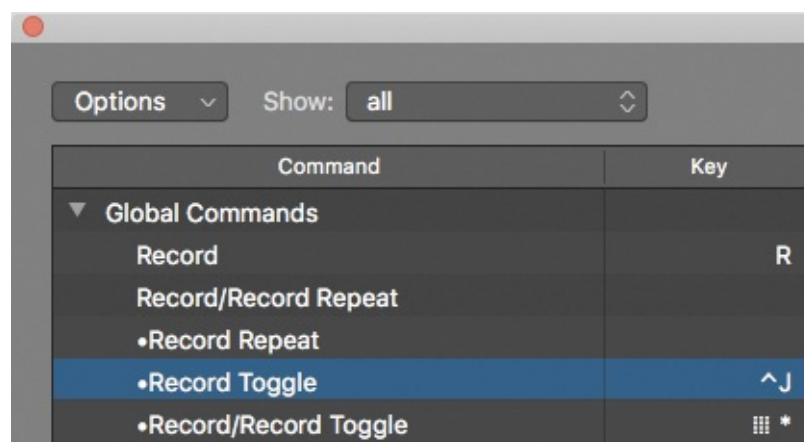 Options Show: all
Command Key
Global Commands
Record R
Record/Record Repeat
•Record Repeat
•Record Toggle ^J
•Record/Record Toggle ⁝⁝⁝ *